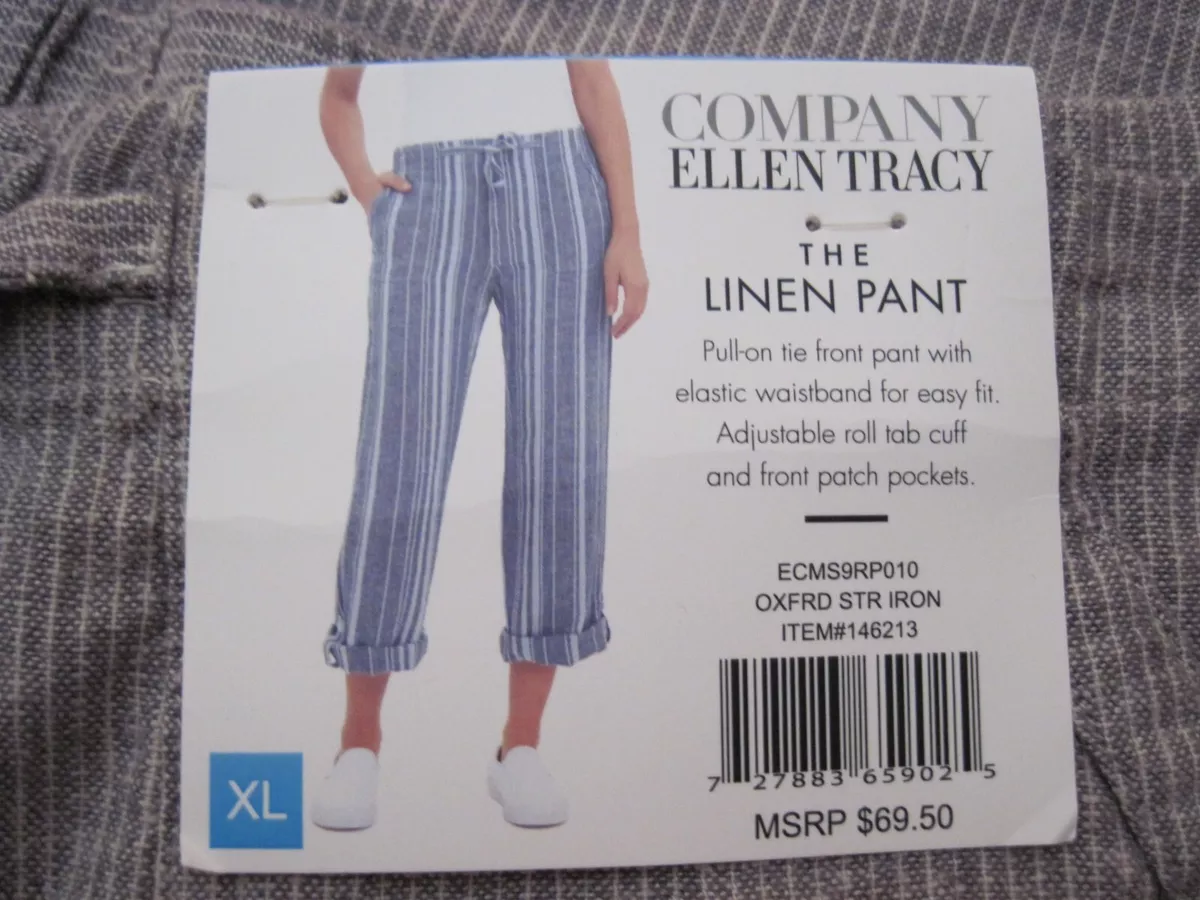 COMPANY
ELLEN TRACY
THE
LINEN PANT
Pull-on tie front pant with
elastic waistband for easy fit.
Adjustable roll tab cuff
and front patch pockets.
ECMS9RP010
OXFRD STR IRON
ITEM#146213
7 27883 65902 5
MSRP $69.50
XL